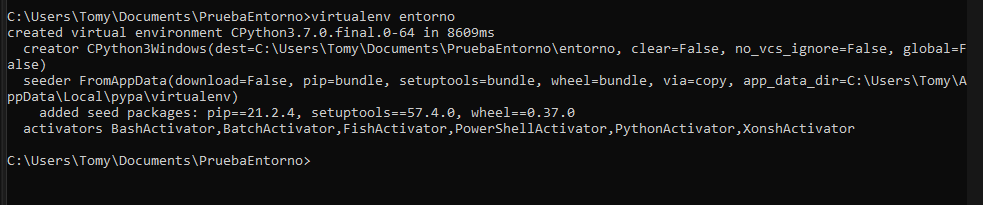 C:\Users\Tomy\Documents\PruebaEntorno>virtualenv entorno
created virtual environment CPython3.7.0.final.0-64 in 8609ms
  creator CPython3Windows(dest=C:\Users\Tomy\Documents\PruebaEntorno\entorno, clear=False, no_vcs_ignore=False, global=F
alse)
  seeder FromAppData(download=False, pip=bundle, setuptools=bundle, wheel=bundle, via=copy, app_data_dir=C:\Users\Tomy\A
ppData\Local\pypa\virtualenv)
    added seed packages: pip==21.2.4, setuptools==57.4.0, wheel==0.37.0
  activators BashActivator,BatchActivator,FishActivator,PowerShellActivator,PythonActivator,XonshActivator
C:\Users\Tomy\Documents\PruebaEntorno>